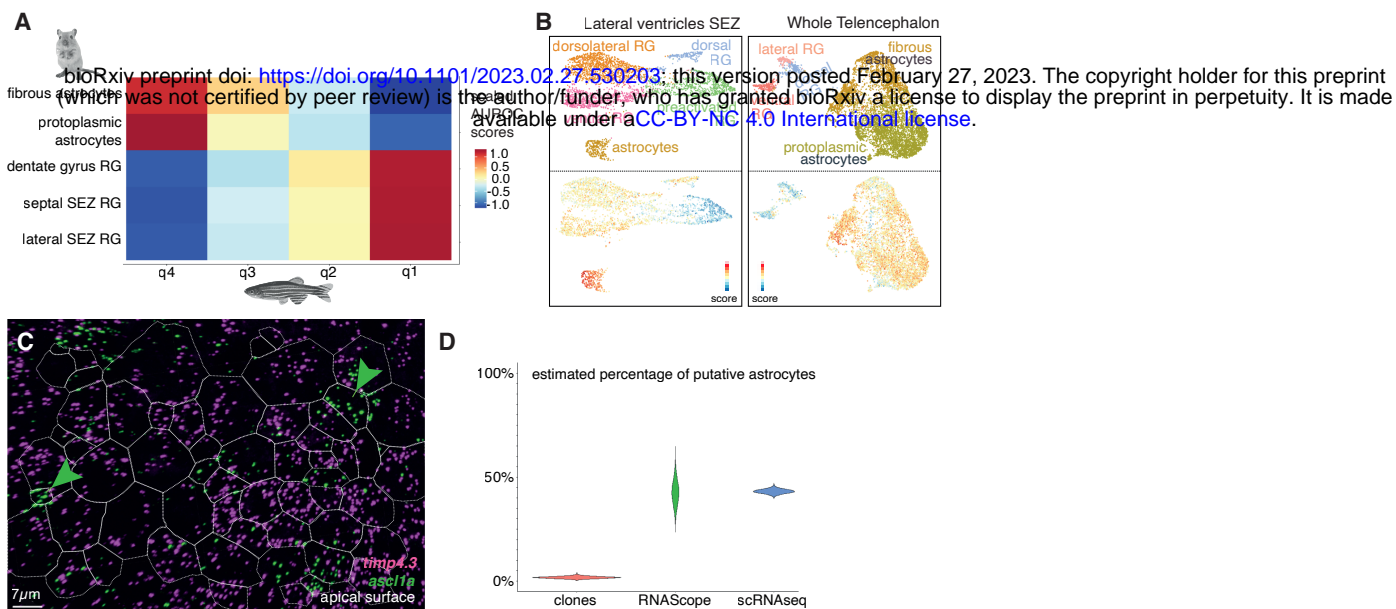 A
B
Lateral ventricles SEZ
Whole Telencephalon
dorsolateral RG
dorsal
RG
lateral RG
fibrous
astrocytes
bioRxiv preprint doi: https://doi.org/10.1101/2023.02.27.530203; this version posted February 27, 2023. The copyright holder for this preprint
(which was not certified by peer review) is the author/funder, who has granted bioRxiv a license to display the preprint in perpetuity. It is made
available under aCC-BY-NC 4.0 International license.
fibrous astrocytes
protoplasmic
astrocytes
dentate gyrus RG
septal SEZ RG
lateral SEZ RG
q4
q3
q2
q1
scaled
AUROC
scores
1.0
0.5
0.0
-0.5
-1.0
astrocytes
protoplasmic
astrocytes
score
score
C
timp4.3
ascl1a
apical surface
7µm
D
100%
estimated percentage of putative astrocytes
50%
0%
clones
RNAScope
scRNAseq